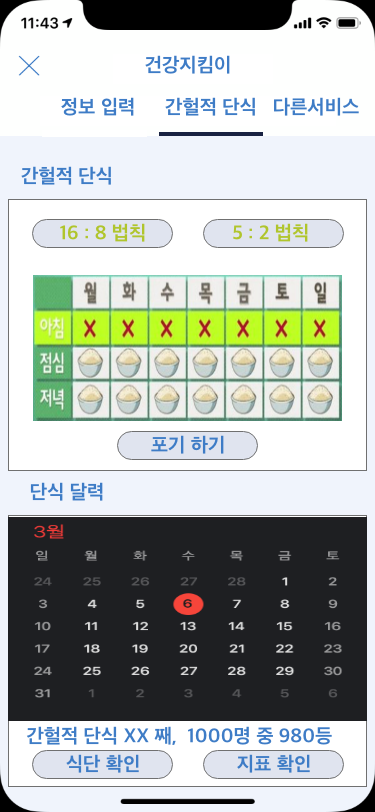 11:43
건강지킴이
정보 입력 간헐적 단식 다른서비스
간헐적 단식
16 : 8 법칙 5 : 2 법칙
월 화 수 목 금 토 일
아침 X X X X X X X
점심
저녁
포기 하기
단식 달력
3월
일 월 화 수 목 금 토
24 25 26 27 28 1 2
3 4 5 6 7 8 9
10 11 12 13 14 15 16
17 18 19 20 21 22 23
24 25 26 27 28 29 30
31 1 2 3 4 5 6
간헐적 단식 XX 째, 1000명 중 980등
식단 확인 지표 확인